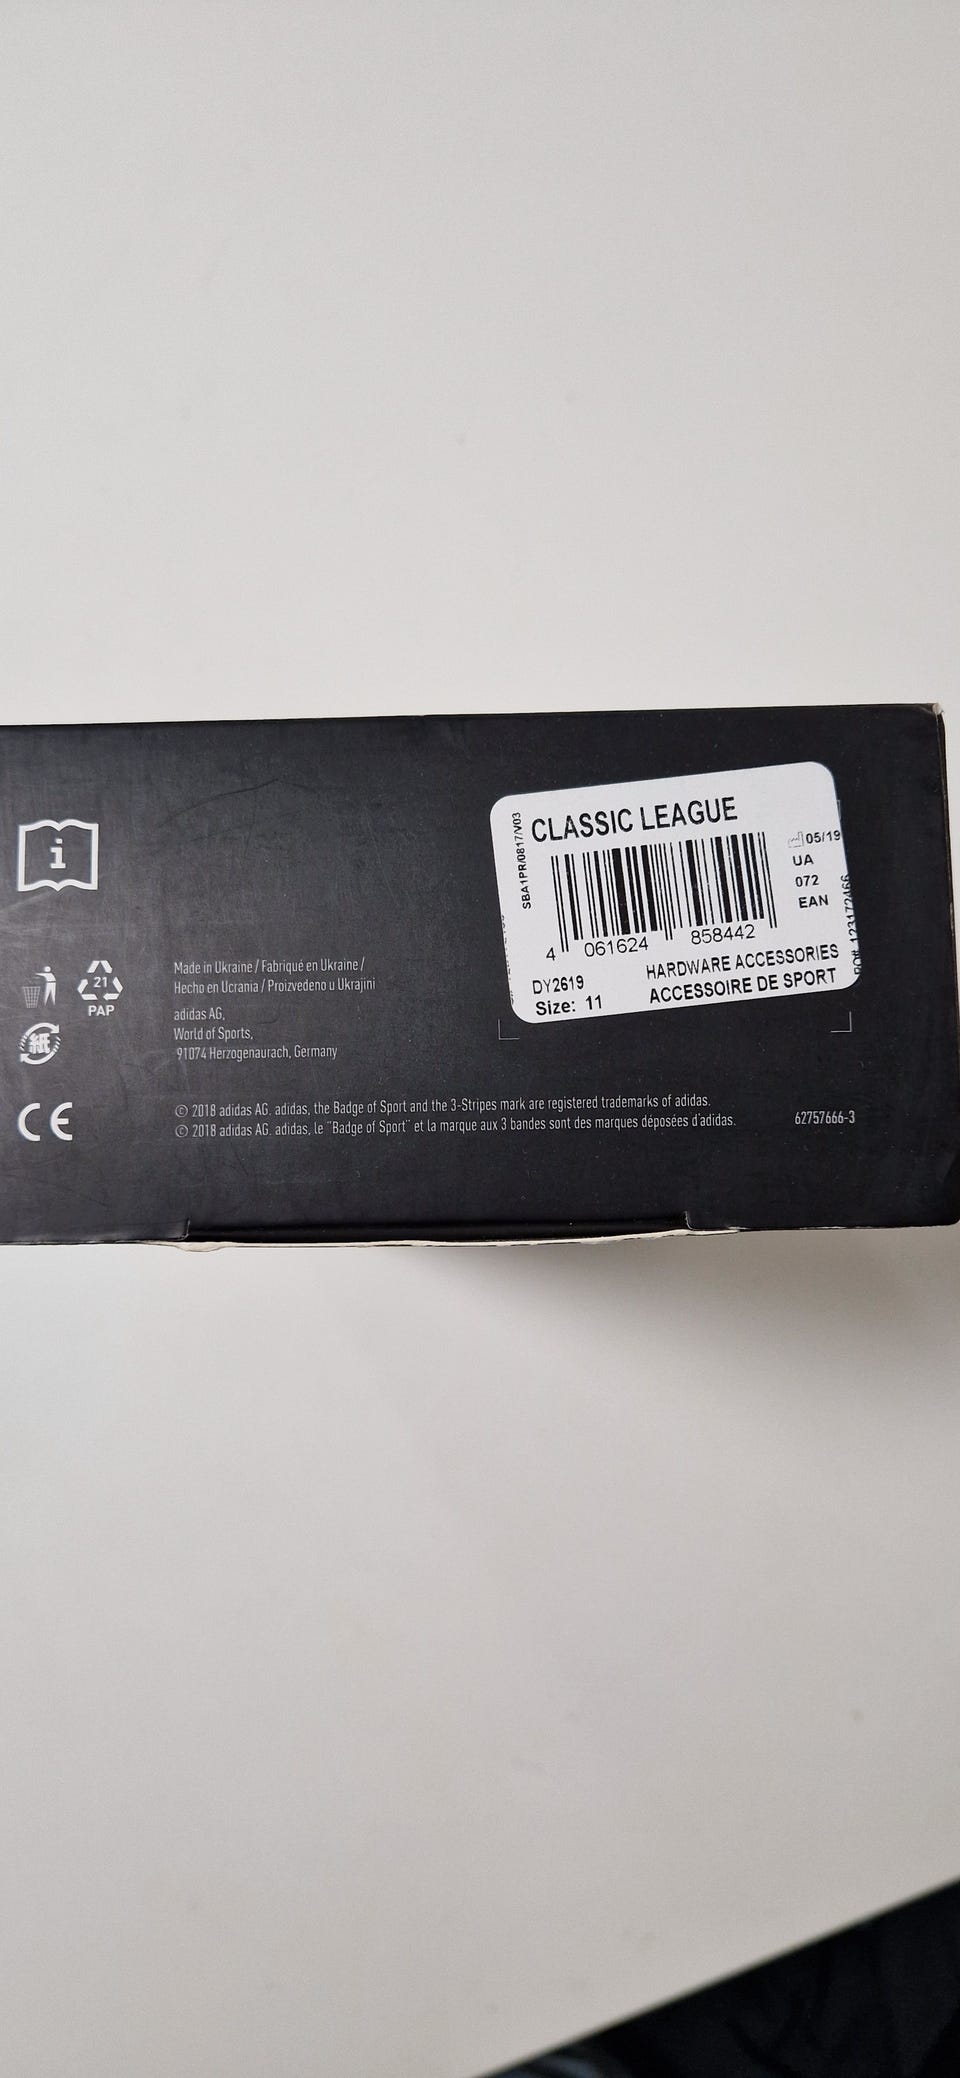 i
21
PAP
紙
CE
Made in Ukraine / Fabriqué en Ukraine /
Hecho en Ucrania / Proizvedeno u Ukrajini
adidas AG,
World of Sports,
91074 Herzogenaurach, Germany
© 2018 adidas AG. adidas, the Badge of Sport and the 3-Stripes mark are registered trademarks of adidas.
© 2018 adidas AG. adidas, le "Badge of Sport" et la marque aux 3 bandes sont des marques déposées d'adidas.
62757666-3
SBA1PR/0817/V03
CLASSIC LEAGUE
05/19
UA
072
EAN
4 061624 858442
DY2619
Size: 11
HARDWARE ACCESSORIES
ACCESSOIRE DE SPORT
PO# 123172466